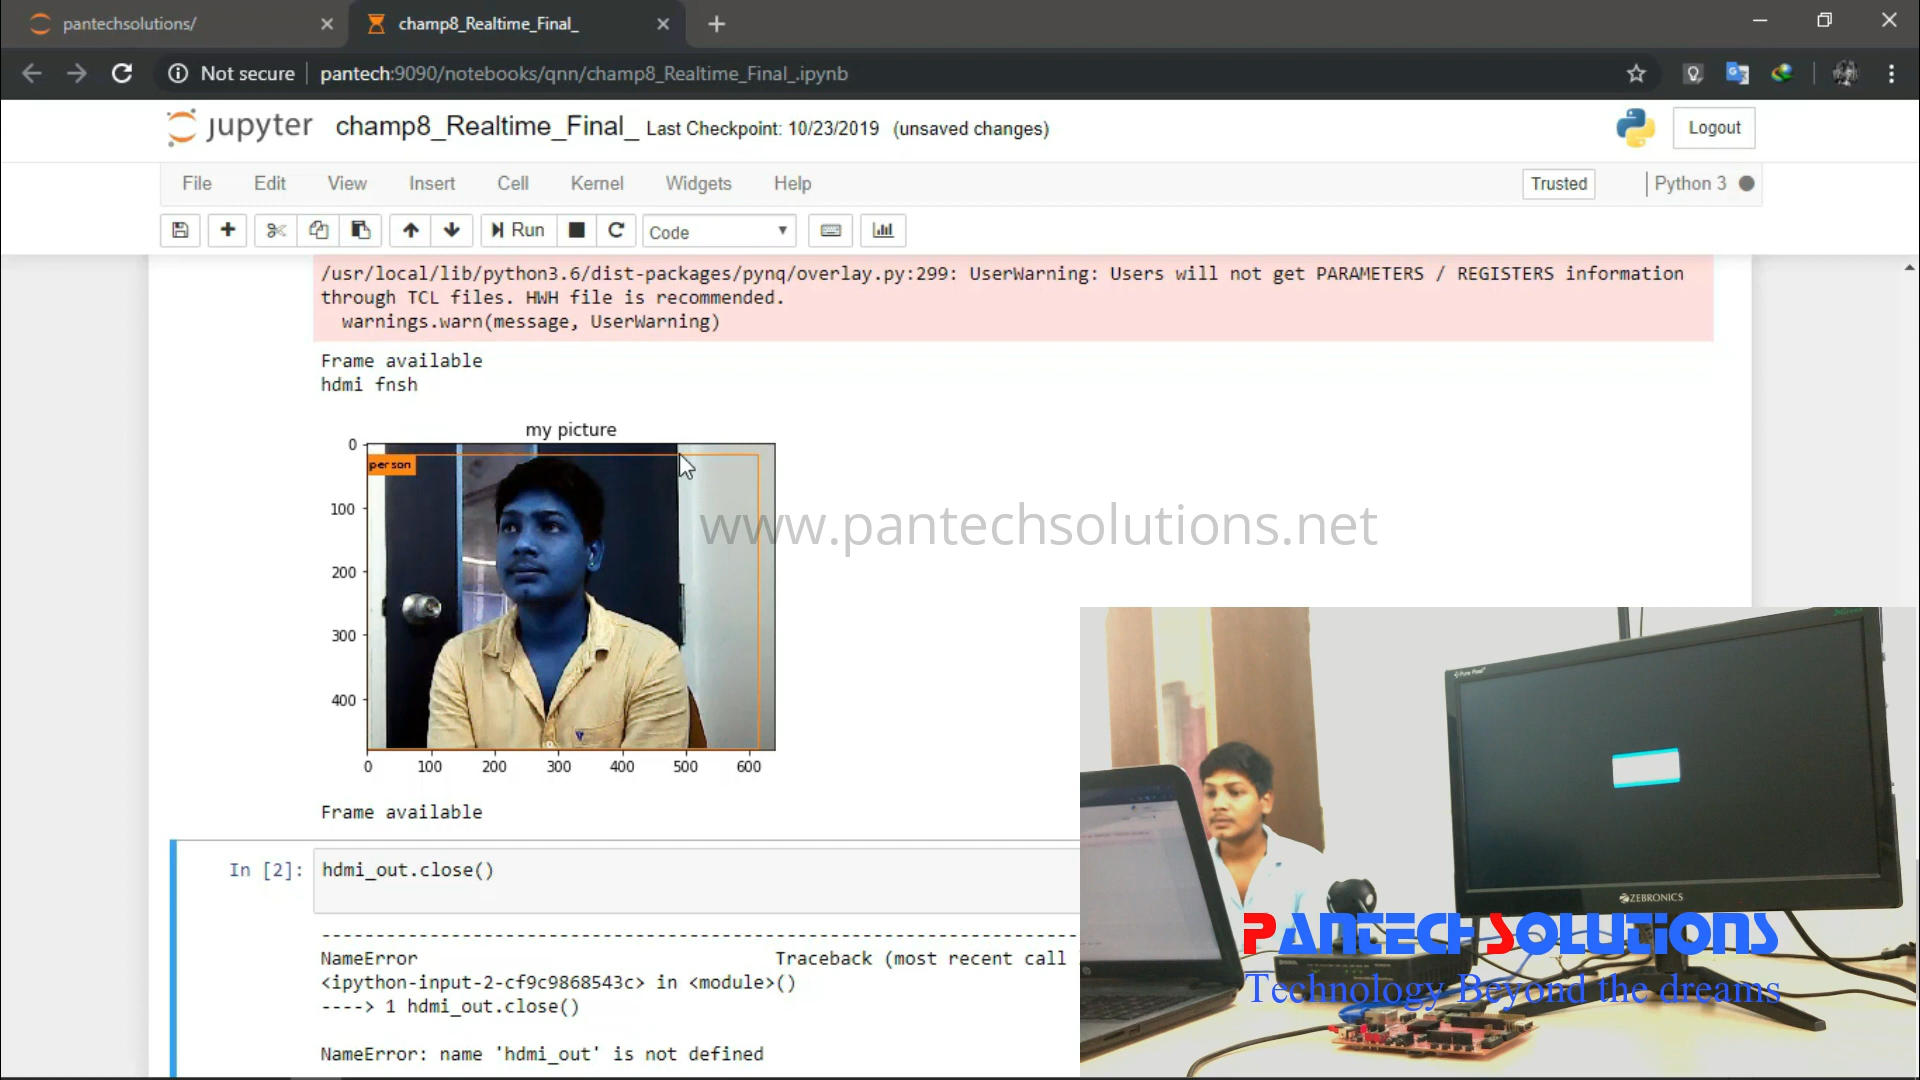 pantechsolutions/
champ8_Realtime_Final_
Not secure
pantech:9090/notebooks/qnn/champ8_Realtime_Final_.ipynb
jupyter champ8_Realtime_Final_ Last Checkpoint: 10/23/2019 (unsaved changes)
Logout
File Edit View Insert Cell Kernel Widgets Help
Trusted
Python 3
Run
Code
/usr/local/lib/python3.6/dist-packages/pynq/overlay.py:299: UserWarning: Users will not get PARAMETERS / REGISTERS information
through TCL files. HWH file is recommended.
warnings.warn(message, UserWarning)
Frame available
hdmi fnsh
my picture
person
0
100
200
300
400
0 100 200 300 400 500 600
www.pantechsolutions.net
Frame available
In [2]: hdmi_out.close()
---------------------------------------------------------------------------
NameError Traceback (most recent call
<ipython-input-2-cf9c9868543c> in <module>()
----> 1 hdmi_out.close()
NameError: name 'hdmi_out' is not defined
ZEBRONICS
PANTECH SOLUTIONS
Technology Beyond the dreams